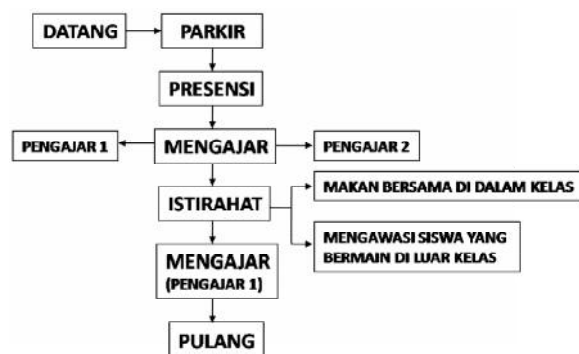 DATANG
PARKIR
PRESENSI
PENGAJAR 1
MENGAJAR
PENGAJAR 2
ISTIRAHAT
MAKAN BERSAMA DI DALAM KELAS
MENGAWASI SISWA YANG
BERMAIN DI LUAR KELAS
MENGAJAR
(PENGAJAR 1)
PULANG